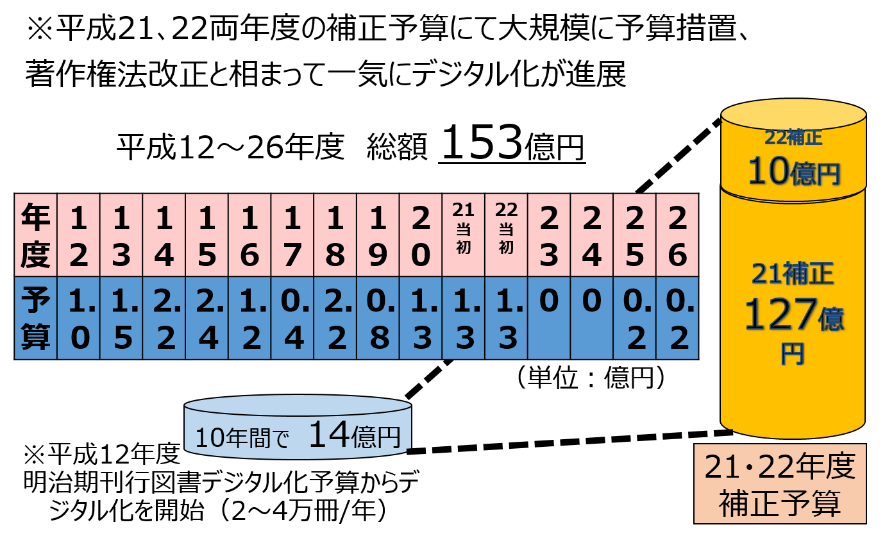 ※平成21、22両年度の補正予算にて大規模に予算措置、
著作権法改正と相まって一気にデジタル化が進展
平成12～26年度 総額 153億円
年度 12 13 14 15 16 17 18 19 20 21当初 22当初 23 24 25 26
予算 1.0 1.5 2.2 2.4 1.2 0.4 2.2 0.8 1.3 1.3 1.3 0 0 0.2 0.2
（単位：億円）
22補正
10億円
21補正
127億
円
21・22年度
補正予算
10年間で 14億円
※平成12年度
明治期刊行図書デジタル化予算からデ
ジタル化を開始（2～4万冊/年）